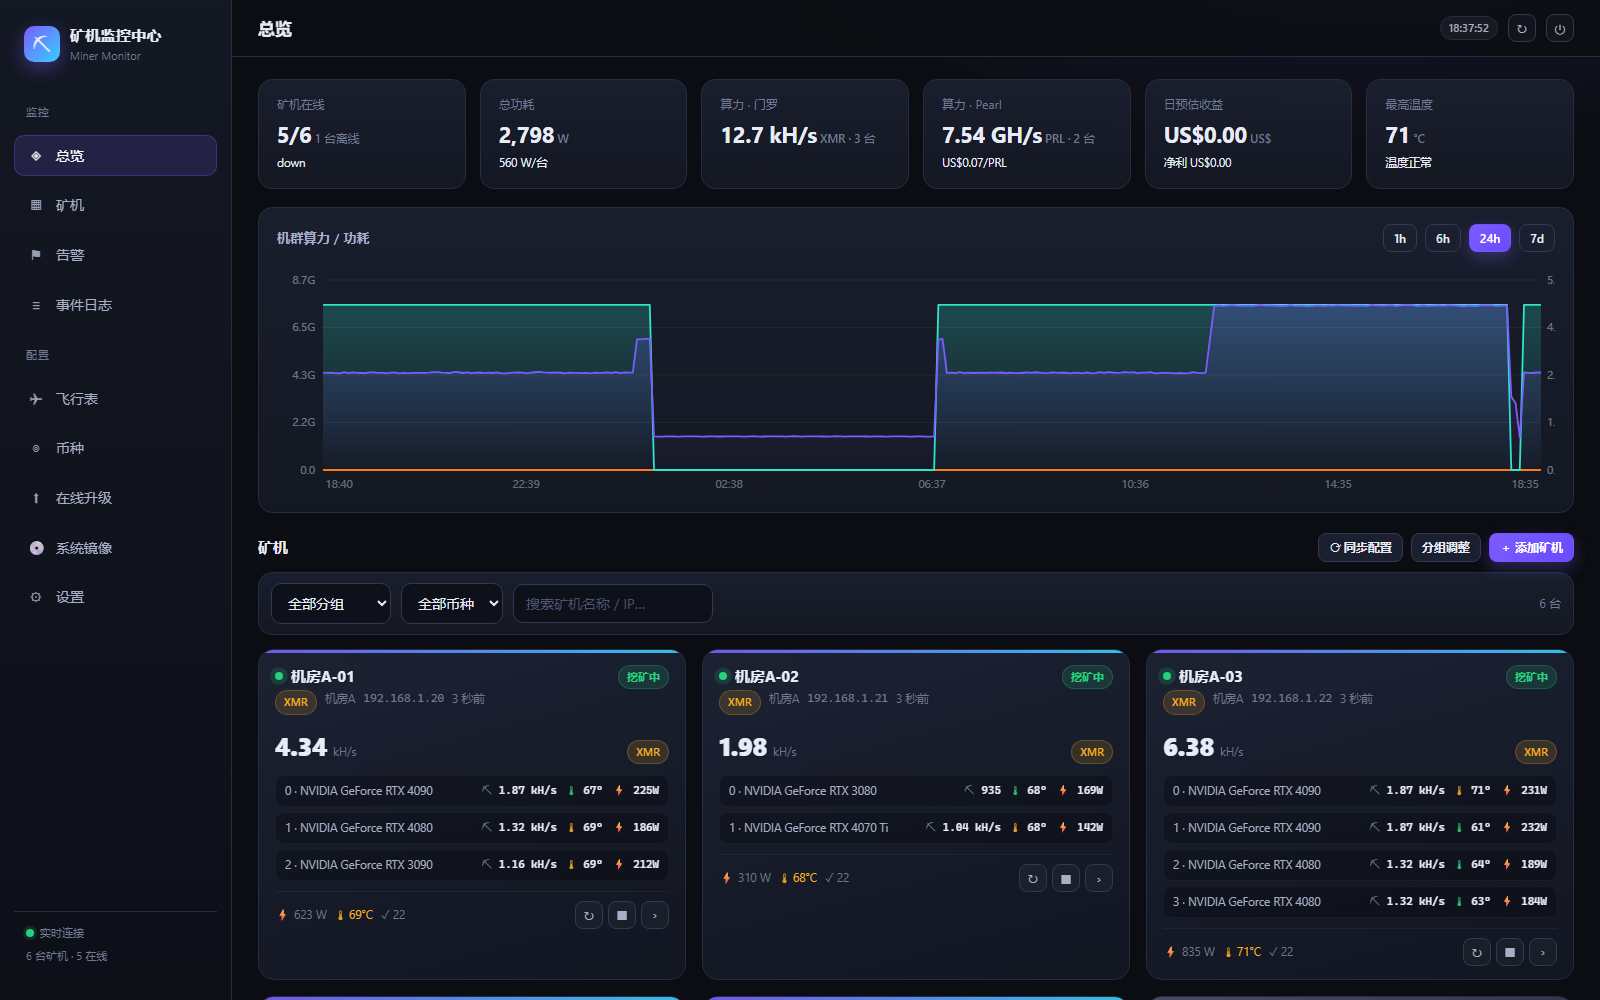 矿机监控中心
Miner Monitor
监控
总览
矿机
告警
事件日志
配置
飞行表
币种
在线升级
系统镜像
设置
实时连接
6 台矿机 · 5 在线
总览
18:37:52
矿机在线
5/6 1 台离线
down
总功耗
2,798 W
560 W/台
算力 · 门罗
12.7 kH/s XMR · 3 台
算力 · Pearl
7.54 GH/s PRL · 2 台
US$0.07/PRL
日预估收益
US$0.00 US$
净利 US$0.00
最高温度
71 °C
温度正常
机群算力 / 功耗
1h
6h
24h
7d
8.7G
6.5G
4.3G
2.2G
0.0
5.
4.
2.
1.
0.
18:40
22:39
02:38
06:37
10:36
14:35
18:35
矿机
同步配置
分组调整
+ 添加矿机
全部分组
全部币种
搜索矿机名称 / IP...
6 台
机房A-01
挖矿中
XMR 机房A 192.168.1.20 3 秒前
4.34 kH/s
XMR
0 · NVIDIA GeForce RTX 4090 1.87 kH/s 67° 225W
1 · NVIDIA GeForce RTX 4080 1.32 kH/s 69° 186W
2 · NVIDIA GeForce RTX 3090 1.16 kH/s 69° 212W
623 W 69°C ✓ 22
机房A-02
挖矿中
XMR 机房A 192.168.1.21 3 秒前
1.98 kH/s
XMR
0 · NVIDIA GeForce RTX 3080 935 68° 169W
1 · NVIDIA GeForce RTX 4070 Ti 1.04 kH/s 68° 142W
310 W 68°C ✓ 22
机房A-03
挖矿中
XMR 机房A 192.168.1.22 3 秒前
6.38 kH/s
XMR
0 · NVIDIA GeForce RTX 4090 1.87 kH/s 71° 231W
1 · NVIDIA GeForce RTX 4090 1.87 kH/s 61° 232W
2 · NVIDIA GeForce RTX 4080 1.32 kH/s 64° 189W
3 · NVIDIA GeForce RTX 4080 1.32 kH/s 63° 184W
835 W 71°C ✓ 22